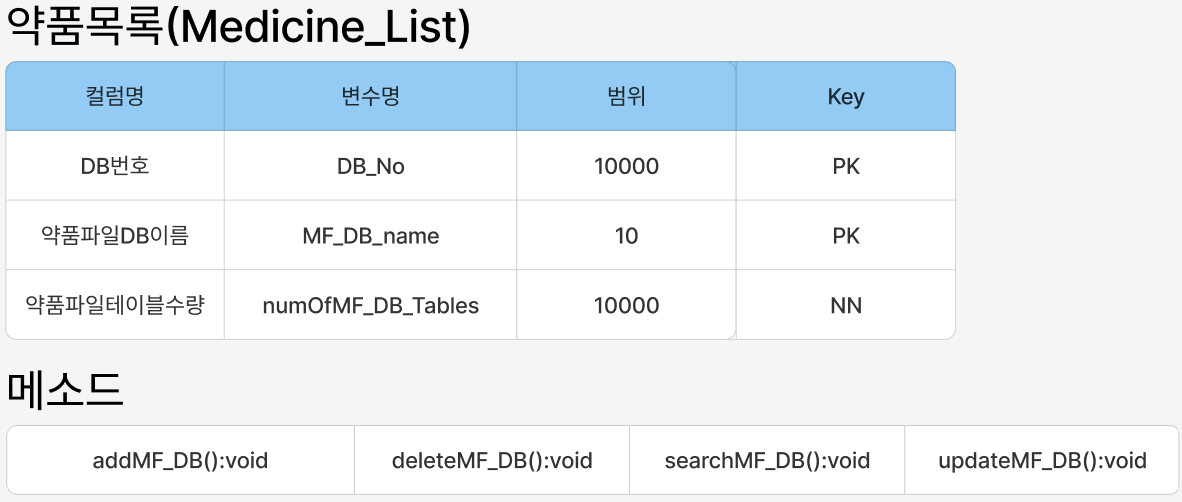 약품목록(Medicine_List)
컬럼명 변수명 범위 Key
DB번호 DB_No 10000 PK
약품파일DB이름 MF_DB_name 10 PK
약품파일테이블수량 numOfMF_DB_Tables 10000 NN
메소드
addMF_DB():void deleteMF_DB():void searchMF_DB():void updateMF_DB():void